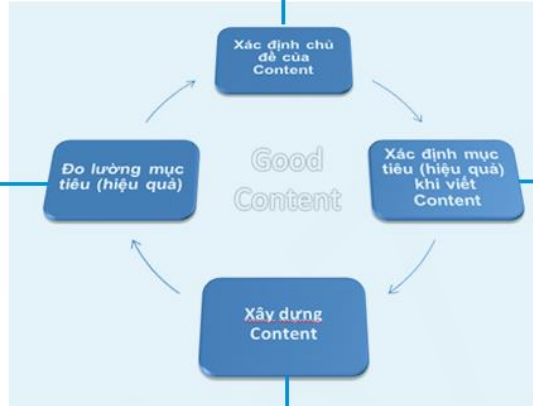 Xác định chủ
đề của
Content
Đo lường mục
tiêu (hiệu quả)
Good
Content
Xác định mục
tiêu (hiệu quả)
khi viết
Content
Xây dựng
Content